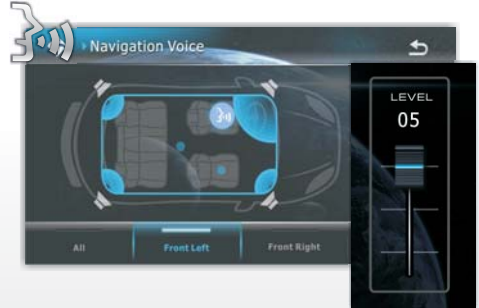 Navigation Voice
LEVEL
05
All
Front Left
Front Right